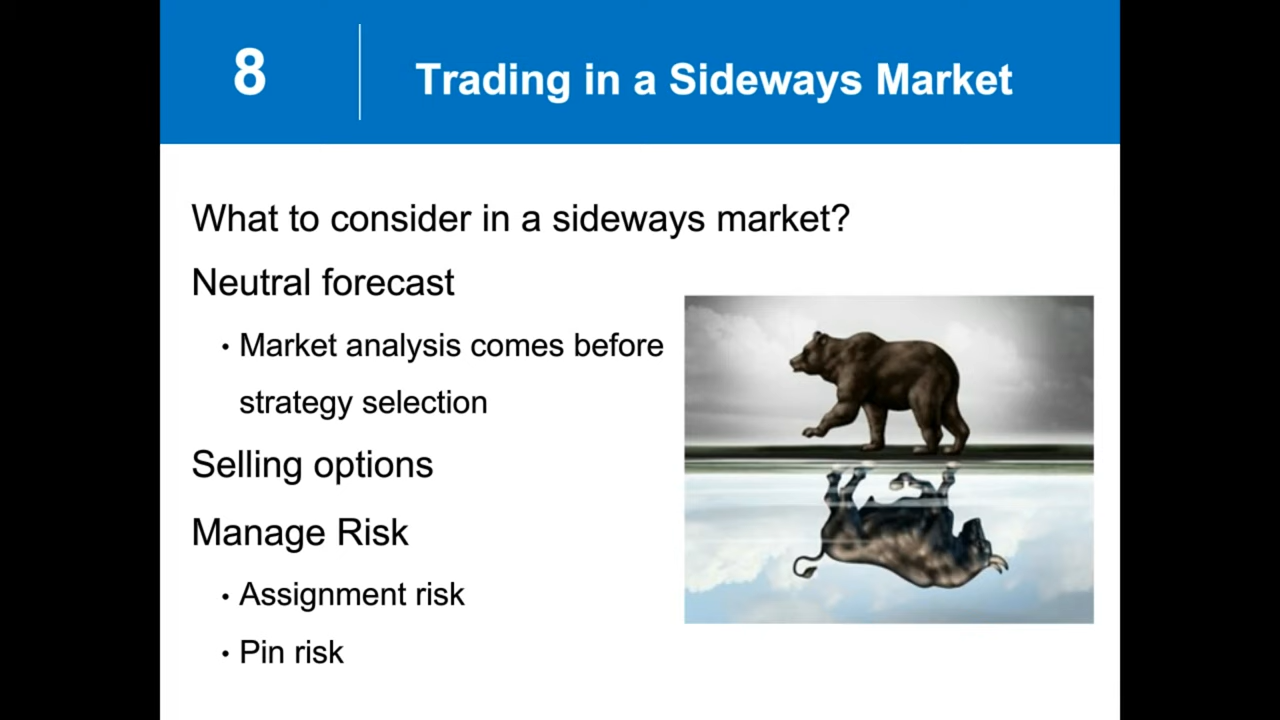 8
Trading in a Sideways Market
What to consider in a sideways market?
Neutral forecast
• Market analysis comes before
strategy selection
Selling options
Manage Risk
• Assignment risk
• Pin risk